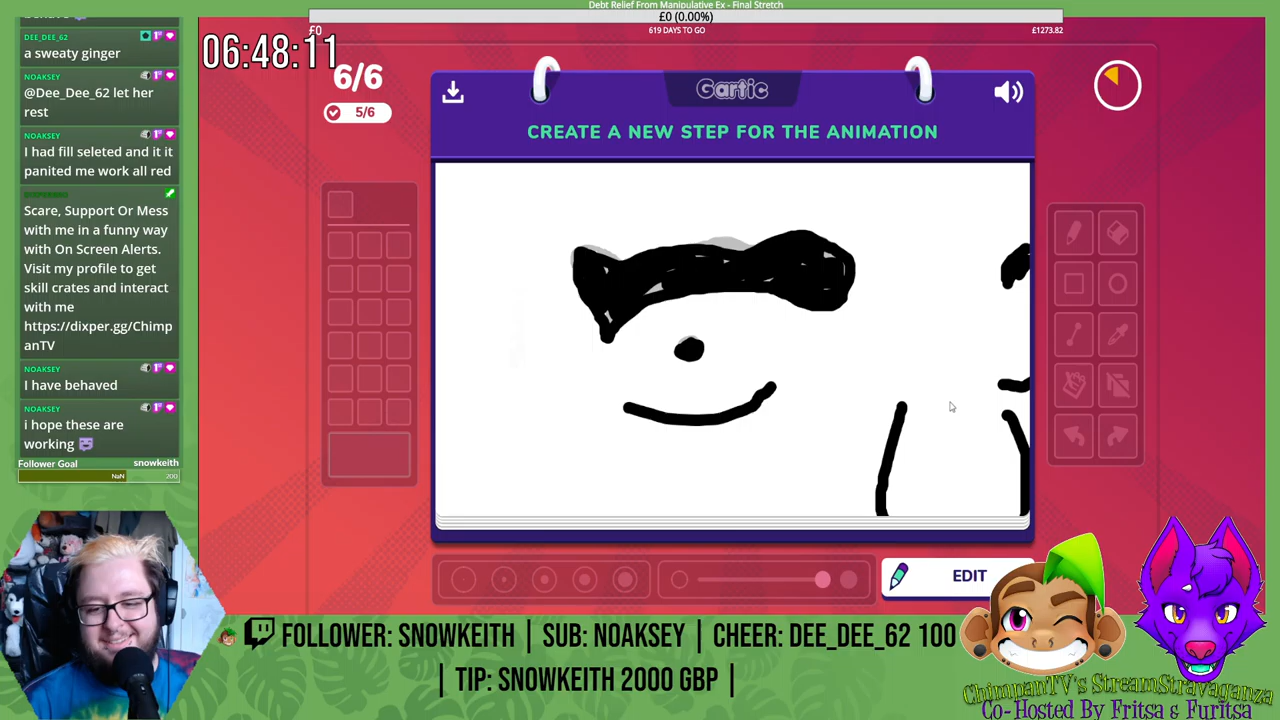 Debt Relief From Manipulative Ex - Final Stretch
£0 (0.00%)
£0
619 DAYS TO GO
£1273.82
06:48:11
DEE_DEE_62
a sweaty ginger
NOAKSEY
@Dee_Dee_62 let her
rest
NOAKSEY
I had fill seleted and it it
panited me work all red
Scare, Support Or Mess
with me in a funny way
with On Screen Alerts.
Visit my profile to get
skill crates and interact
with me
https://dixper.gg/Chimp
anTV
NOAKSEY
I have behaved
NOAKSEY
i hope these are
working
Follower Goal
snowkeith
NaN
200
6/6
5/6
Gartic
CREATE A NEW STEP FOR THE ANIMATION
EDIT
FOLLOWER: SNOWKEITH | SUB: NOAKSEY | CHEER: DEE_DEE_62 100
| TIP: SNOWKEITH 2000 GBP |
ChimpanTV's StreamStravaganza
Co-Hosted By Fritsa & Furitsa